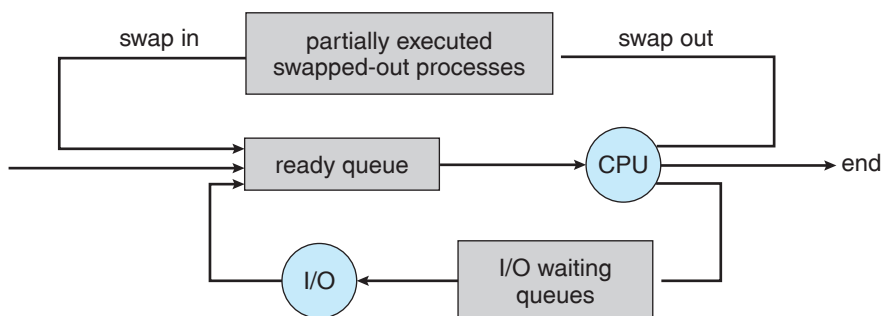 swap in
partially executed
swapped-out processes
swap out
ready queue
CPU
end
I/O
I/O waiting
queues